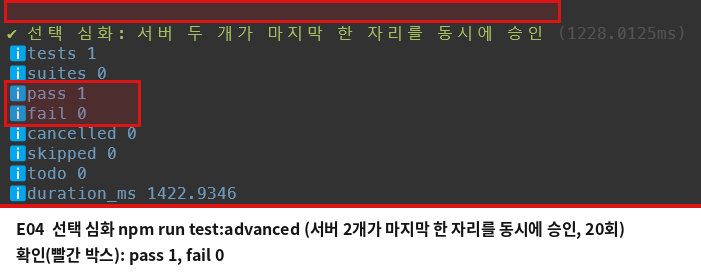 ✔ 선택 심화: 서버 두 개가 마지막 한 자리를 동시에 승인 (1228.0125ms)
ℹ tests 1
ℹ suites 0
ℹ pass 1
ℹ fail 0
ℹ cancelled 0
ℹ skipped 0
ℹ todo 0
ℹ duration_ms 1422.9346
E04 선택 심화 npm run test:advanced (서버 2개가 마지막 한 자리를 동시에 승인, 20회)
확인(빨간 박스): pass 1, fail 0